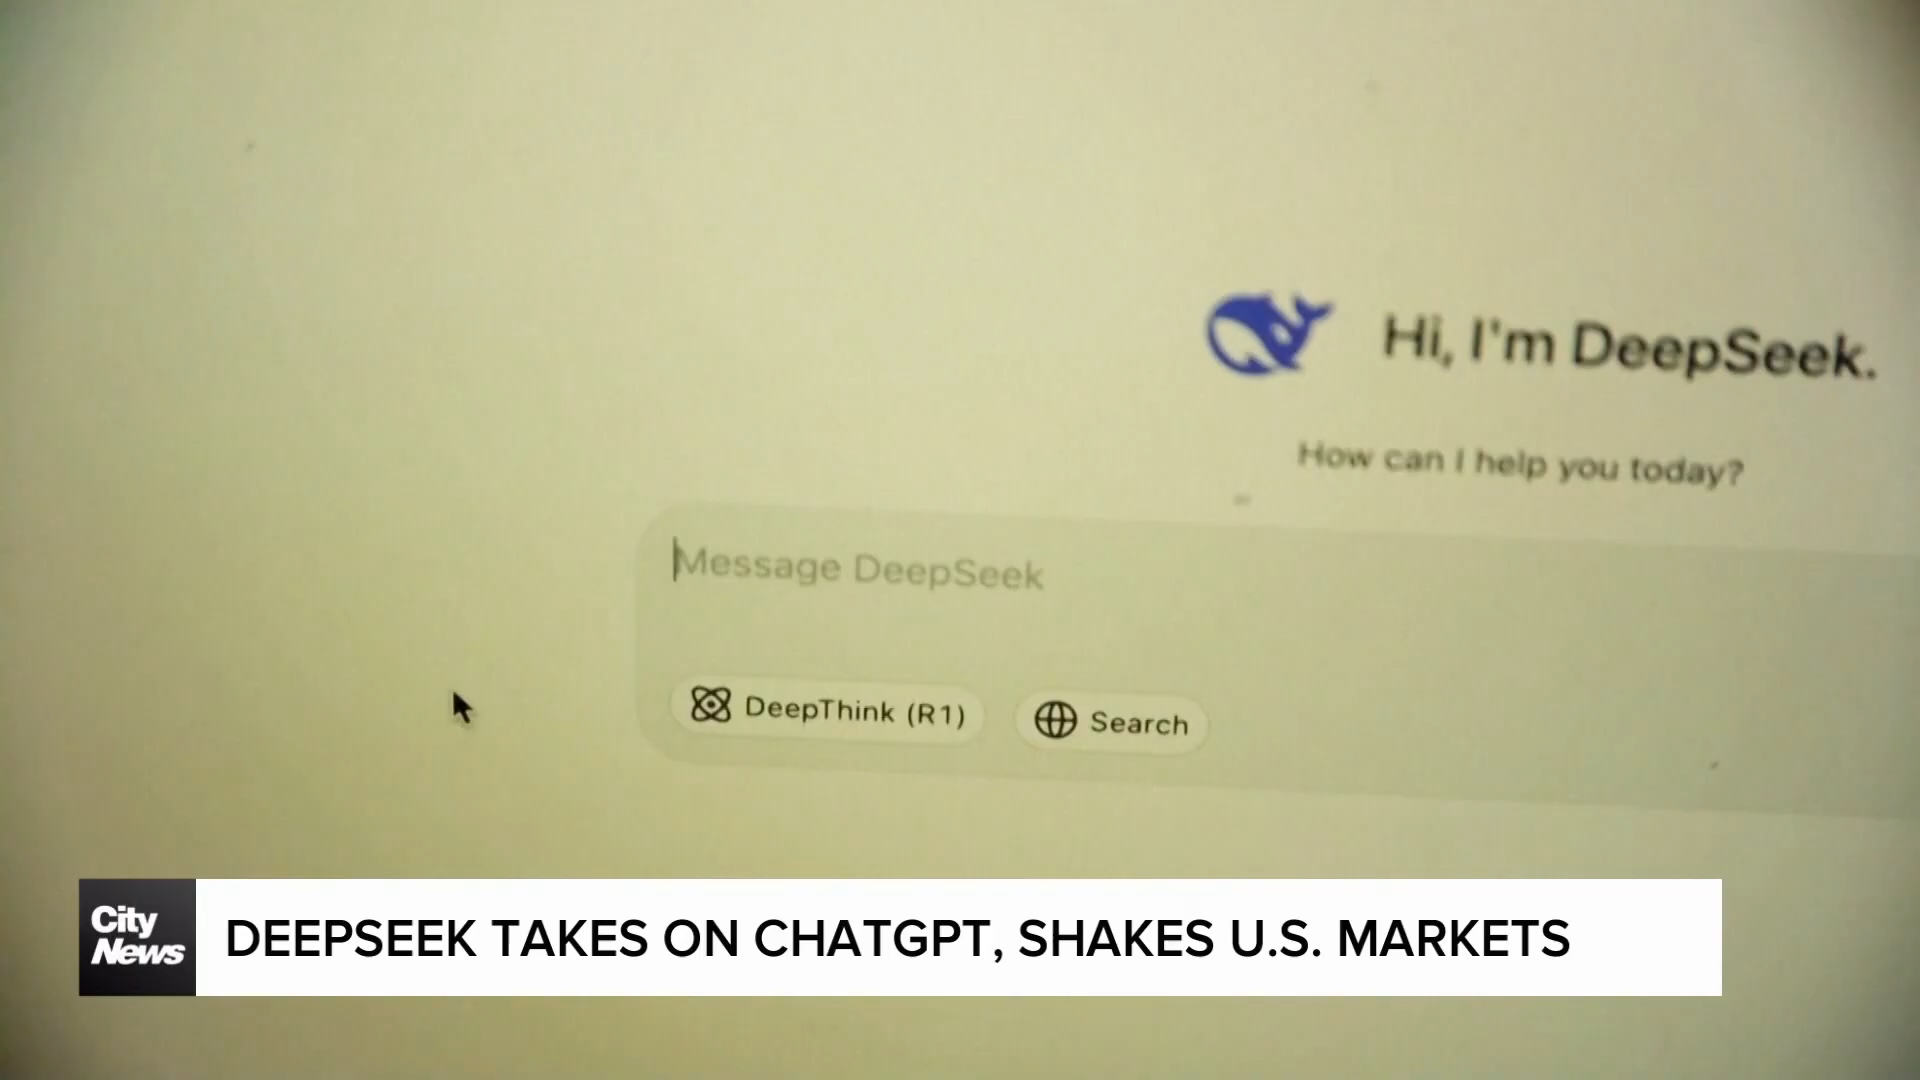 Hi, I'm DeepSeek.
How can I help you today?
Message DeepSeek
DeepThink (R1)
Search
City
News
DEEPSEEK TAKES ON CHATGPT, SHAKES U.S. MARKETS